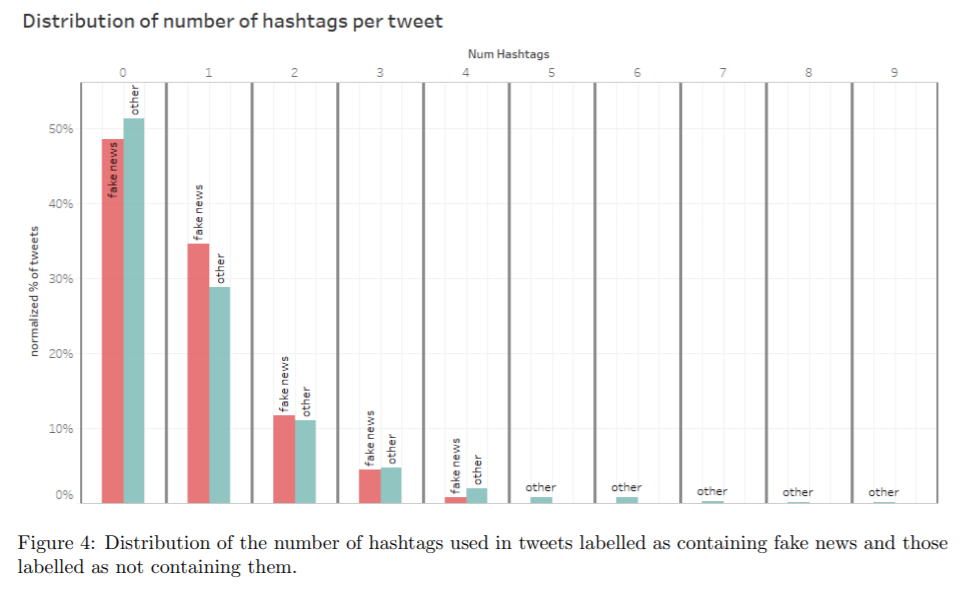 Distribution of number of hashtags per tweet
Num Hashtags
0 1 2 3 4 5 6 7 8 9
normalized % of tweets
50%
40%
30%
20%
10%
0%
fake news
other
fake news
other
fake news
other
fake news
other
fake news
other
other
other
other
other
other
Figure 4: Distribution of the number of hashtags used in tweets labelled as containing fake news and those
labelled as not containing them.